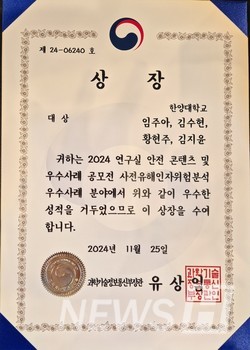 제 24-06240 호
상 장
한양대학교
대 상 임주아, 김수현,
황현주, 김지윤
귀하는 2024 연구실 안전 콘텐츠 및
우수사례 공모전 사전유해인자위험분석
우수사례 분야에서 위와 같이 우수한
성적을 거두었으므로 이 상장을 수여
합니다.
2024년 11월 25일
과학기술정보통신부장관 유 상 임
NEWS